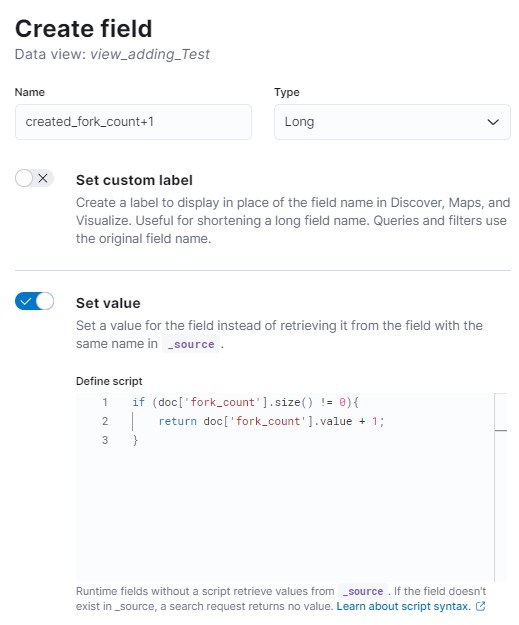 Create field
Data view: view_adding_Test
Name
Type
created_fork_count+1
Long
Set custom label
Create a label to display in place of the field name in Discover, Maps, and
Visualize. Useful for shortening a long field name. Queries and filters use
the original field name.
Set value
Set a value for the field instead of retrieving it from the field with the
same name in _source .
Define script
1 if (doc['fork_count'].size() != 0){
2 return doc['fork_count'].value + 1;
3 }
Runtime fields without a script retrieve values from _source . If the field doesn't
exist in _source, a search request returns no value. Learn about script syntax.